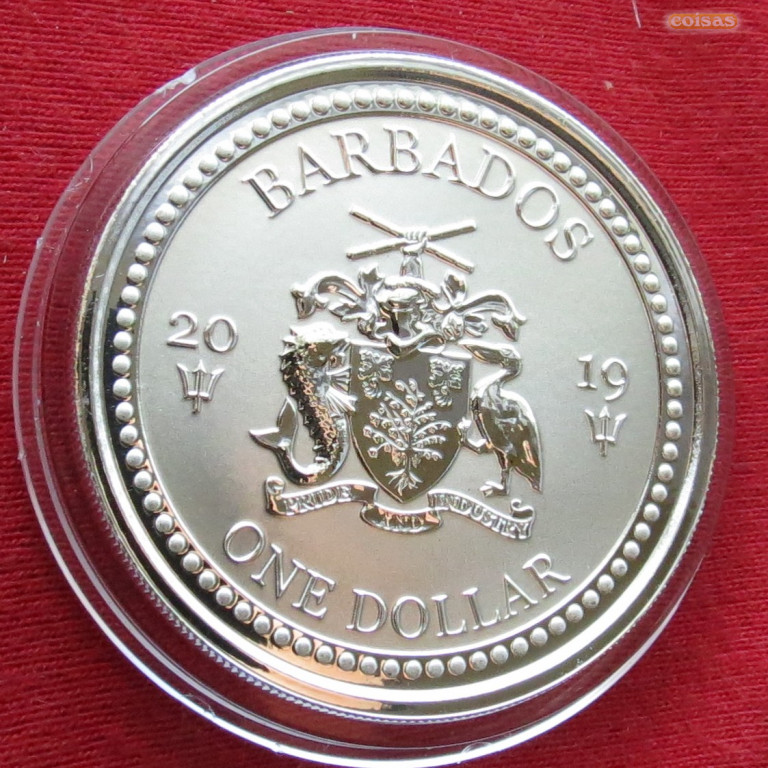 coisas
BARBADOS
20 19
PRIDE AND INDUSTRY
ONE DOLLAR